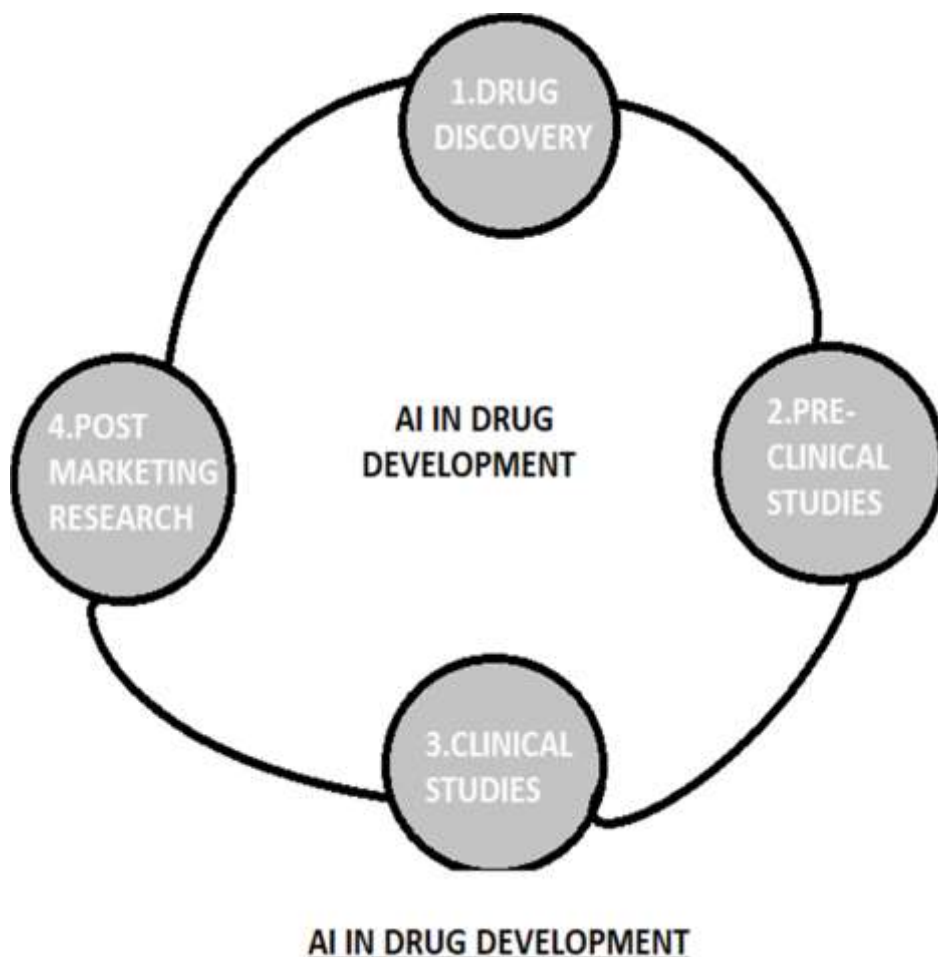 1.DRUG
DISCOVERY
2.PRE-
CLINICAL
STUDIES
3.CLINICAL
STUDIES
4.POST
MARKETING
RESEARCH
AI IN DRUG
DEVELOPMENT
AI IN DRUG DEVELOPMENT